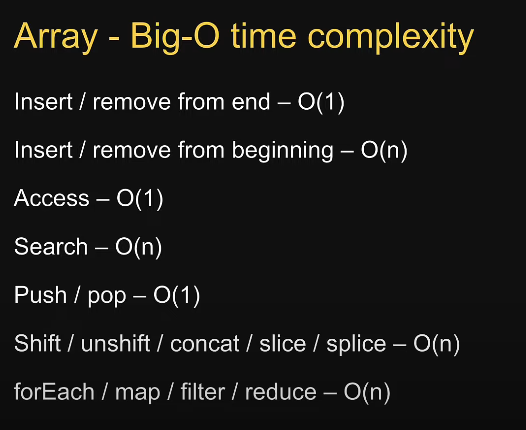 Array - Big-O time complexity
Insert / remove from end – O(1)
Insert / remove from beginning – O(n)
Access – O(1)
Search – O(n)
Push / pop – O(1)
Shift / unshift / concat / slice / splice – O(n)
forEach / map / filter / reduce – O(n)